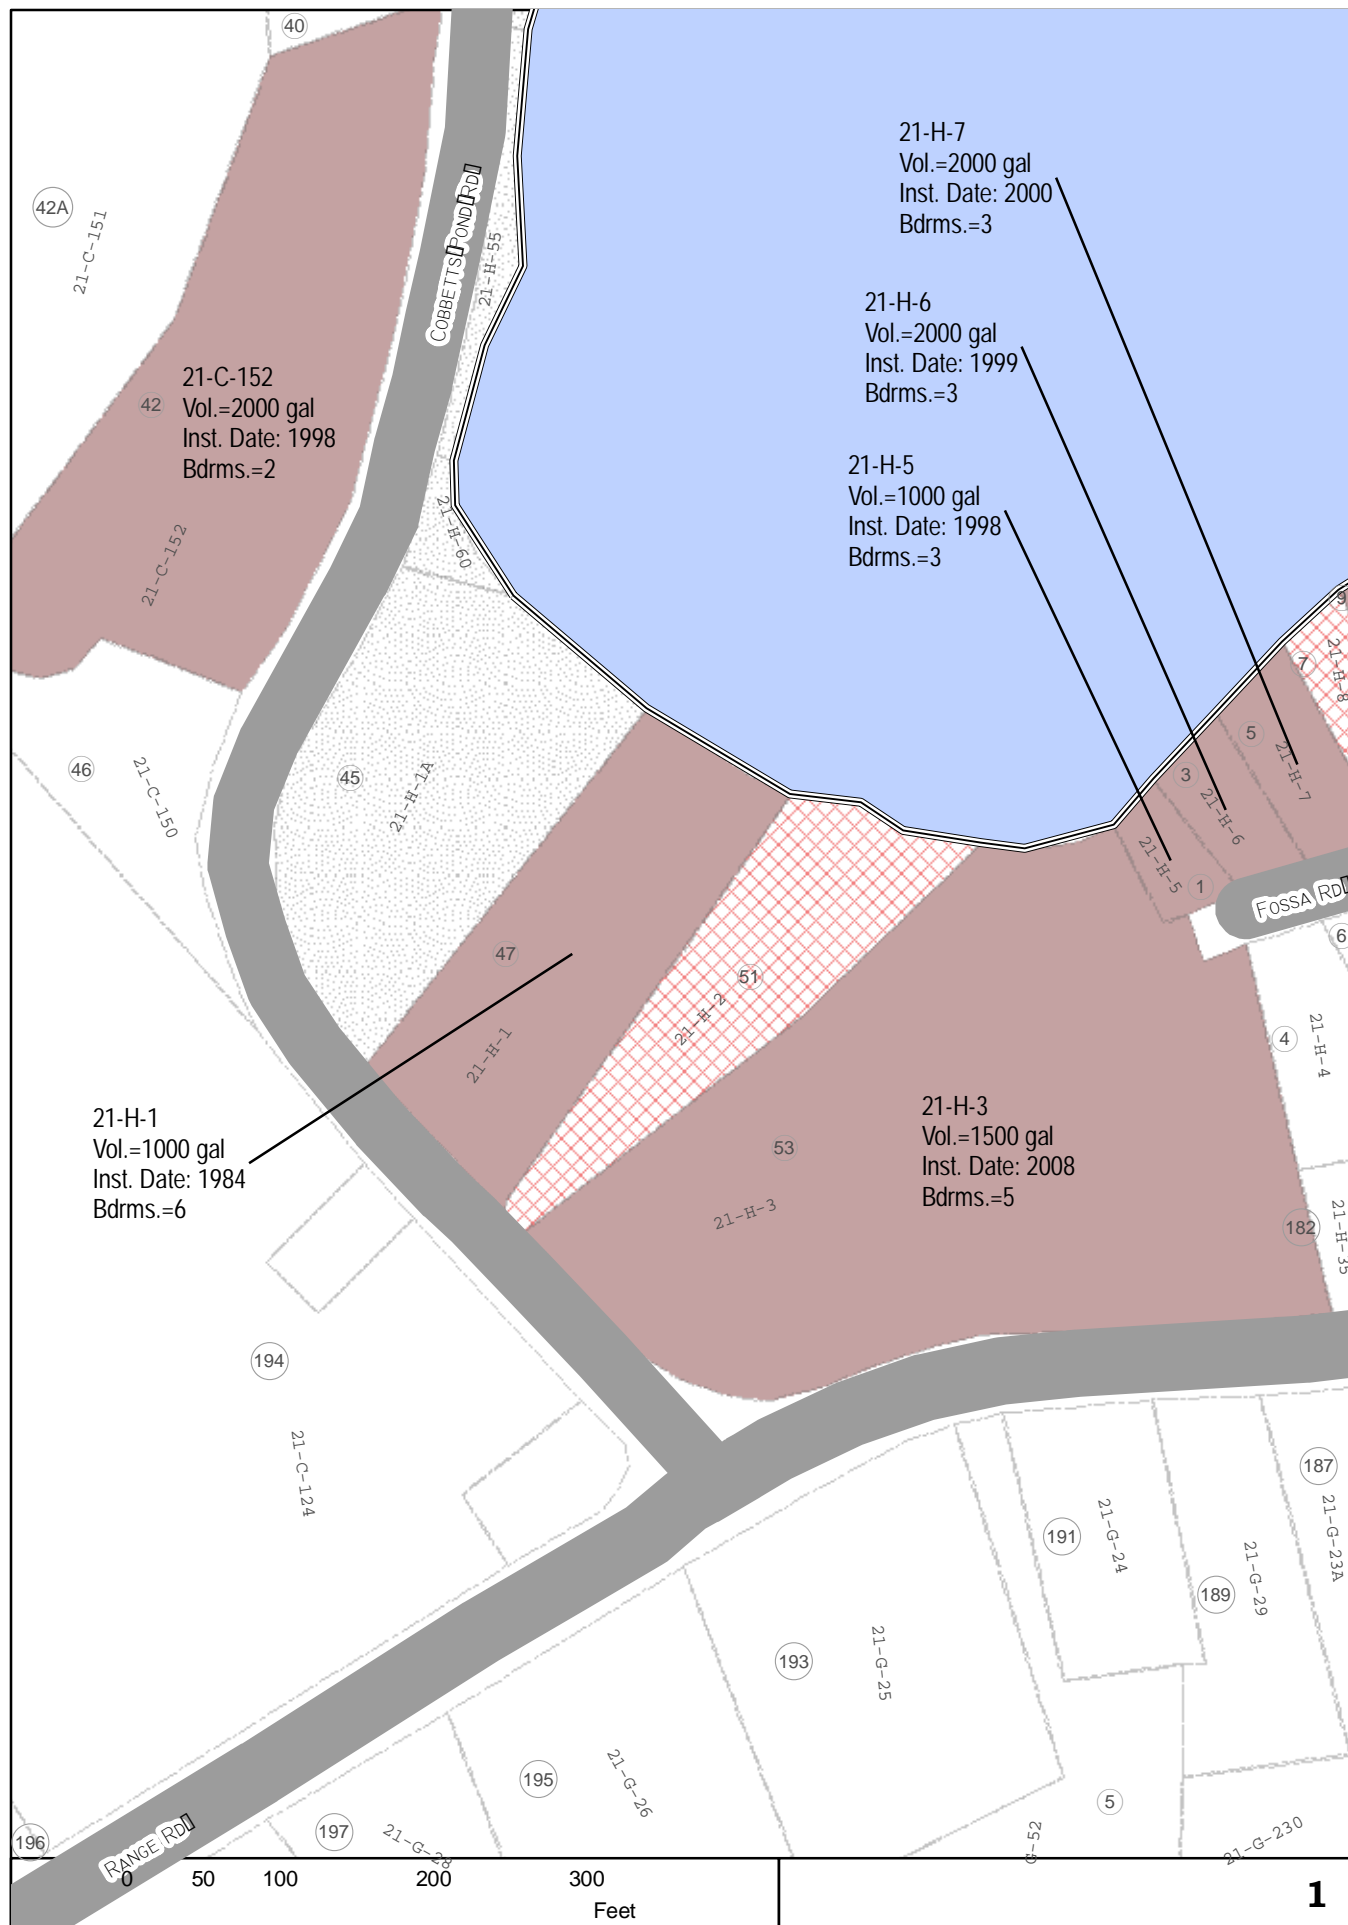 40
42A
21-C-151
21-H-7
Vol.=2000 gal
Inst. Date: 2000
Bdrms.=3
COBBETTS POND RD
21-H-55
21-H-6
Vol.=2000 gal
Inst. Date: 1999
Bdrms.=3
21-C-152
Vol.=2000 gal
Inst. Date: 1998
Bdrms.=2
42
21-C-152
21-H-5
Vol.=1000 gal
Inst. Date: 1998
Bdrms.=3
21-H-60
9
21-H-8
7
5
21-H-7
3
21-H-6
21-H-5
1
FOSSA RD
6
46
21-C-150
45
21-H-1A
47
21-H-1
51
21-H-2
4
21-H-4
21-H-1
Vol.=1000 gal
Inst. Date: 1984
Bdrms.=6
53
21-H-3
21-H-3
Vol.=1500 gal
Inst. Date: 2008
Bdrms.=5
182
21-H-35
194
21-C-124
187
21-G-23A
191
21-G-24
189
21-G-29
193
21-G-25
195
21-G-26
5
G-52
21-G-230
196
197
21-G-28
RANGE RD
0 50 100 200 300
Feet
1